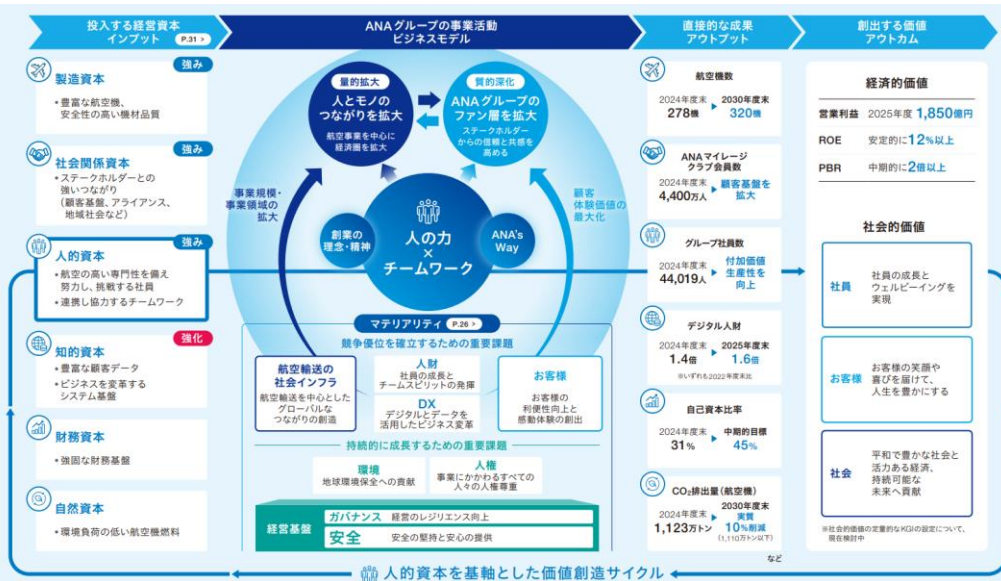 投入する経営資本
インプット
P.31 >
ANAグループの事業活動
ビジネスモデル
直接的な成果
アウトプット
創出する価値
アウトカム
強み
製造資本
・豊富な航空機、
安全性の高い機材品質
強み
社会関係資本
・ステークホルダーとの
強いつながり
(顧客基盤、アライアンス、
地域社会など)
強み
人的資本
・航空の高い専門性を備え
努力し、挑戦する社員
・連携し協力するチームワーク
強化
知的資本
・豊富な顧客データ
・ビジネスを変革する
システム基盤
財務資本
・強固な財務基盤
自然資本
・環境負荷の低い航空機燃料
量的拡大
人とモノの
つながりを拡大
航空事業を中心に
経済圏を拡大
質的深化
ANAグループの
ファン層を拡大
ステークホルダー
からの信頼と共感を
高める
事業規模・
事業領域の
拡大
顧客
体験価値の
最大化
創業の
理念・精神
人の力
×
チームワーク
ANA's
Way
マテリアリティ P.26 >
競争優位を確立するための重要課題
航空輸送の
社会インフラ
航空輸送を中心とした
グローバルな
つながりの創造
人財
社員の成長と
チームスピリットの発揮
DX
デジタルとデータを
活用したビジネス変革
お客様
お客様の
利便性向上と
感動体験の創出
持続的に成長するための重要課題
環境
地球環境保全への貢献
人権
事業にかかわるすべての
人々の人権尊重
経営基盤
ガバナンス 経営のレジリエンス向上
安全 安全の堅持と安心の提供
航空機数
2024年度末 2030年度末
278機 320機
ANAマイレージ
クラブ会員数
2024年度末
4,400万人
顧客基盤を
拡大
グループ社員数
2024年度末
44,019人
付加価値
生産性を
向上
デジタル人財
2024年度末 2025年度末
1.4倍 1.6倍
※いずれも2022年度末比
自己資本比率
2024年度末 中期的目標
31% 45%
CO₂排出量(航空機)
2024年度末
1,123万トン
2030年度末
実質
10%削減
(1,110万トン以下)
など
経済的価値
営業利益 2025年度 1,850億円
ROE 安定的に12%以上
PBR 中期的に2倍以上
社会的価値
社員
社員の成長と
ウェルビーイングを
実現
お客様
お客様の笑顔や
喜びを届けて、
人生を豊かにする
社会
平和で豊かな社会と
活力ある経済、
持続可能な
未来へ貢献
※社会的価値の定量的なKGIの設定について、
現在検討中
人的資本を基軸とした価値創造サイクル